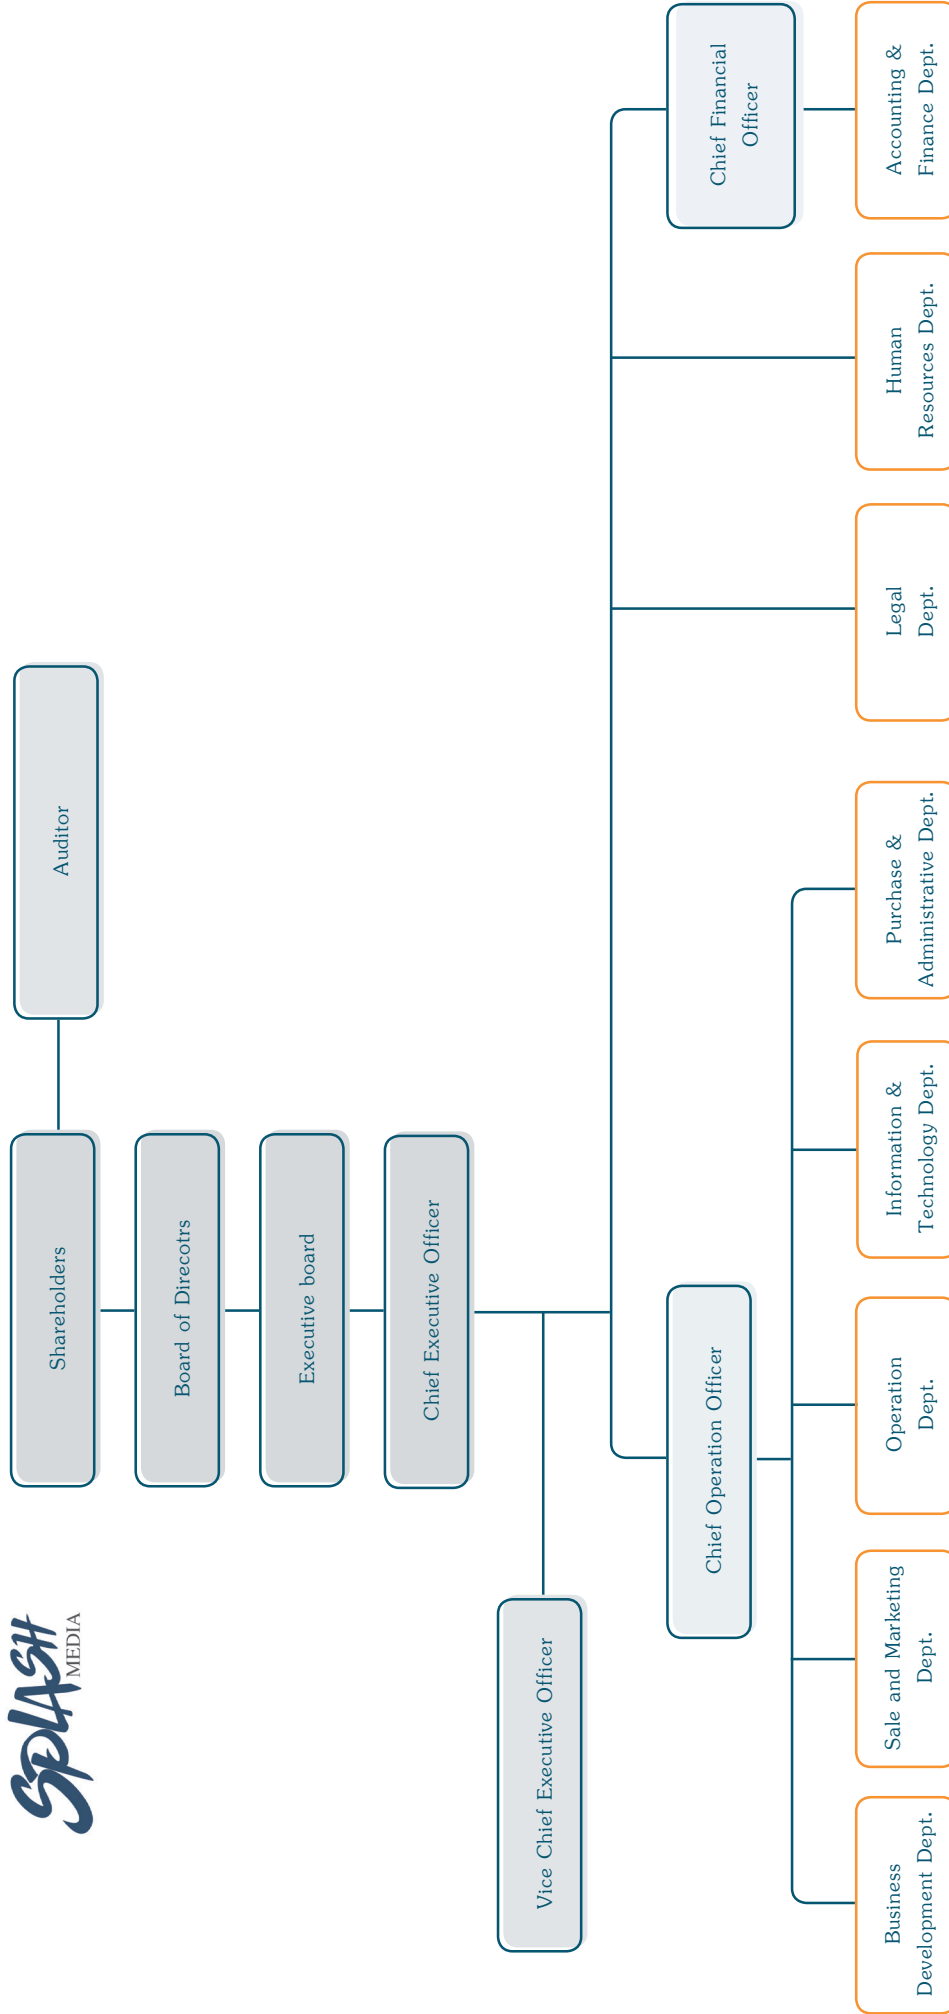 SPLASH
MEDIA
Shareholders
Auditor
Board of Direcotrs
Executive board
Chief Executive Officer
Vice Chief Executive Officer
Chief Operation Officer
Chief Financial
Officer
Business
Development Dept.
Sale and Marketing
Dept.
Operation
Dept.
Information &
Technology Dept.
Purchase &
Administrative Dept.
Legal
Dept.
Human
Resources Dept.
Accounting &
Finance Dept.